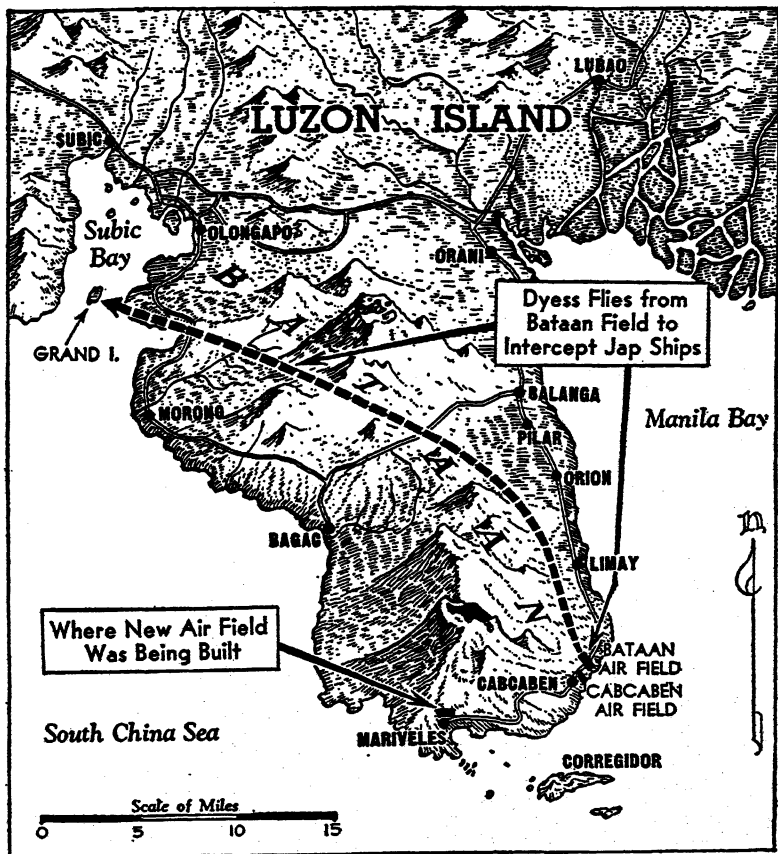 LUBAO
LUZON ISLAND
SUBIC
Subic
Bay
OLONGAPO
ORANI
BATAAN
Dyess Flies from
Bataan Field to
Intercept Jap Ships
GRAND I.
BALANGA
MORONG
Manila Bay
PILAR
ORION
BAGAC
n
LIMAY
Where New Air Field
Was Being Built
BATAAN
AIR FIELD
CABCABEN
CABCABEN
AIR FIELD
South China Sea
MARIVELES
CORREGIDOR
Scale of Miles
0 5 10 15